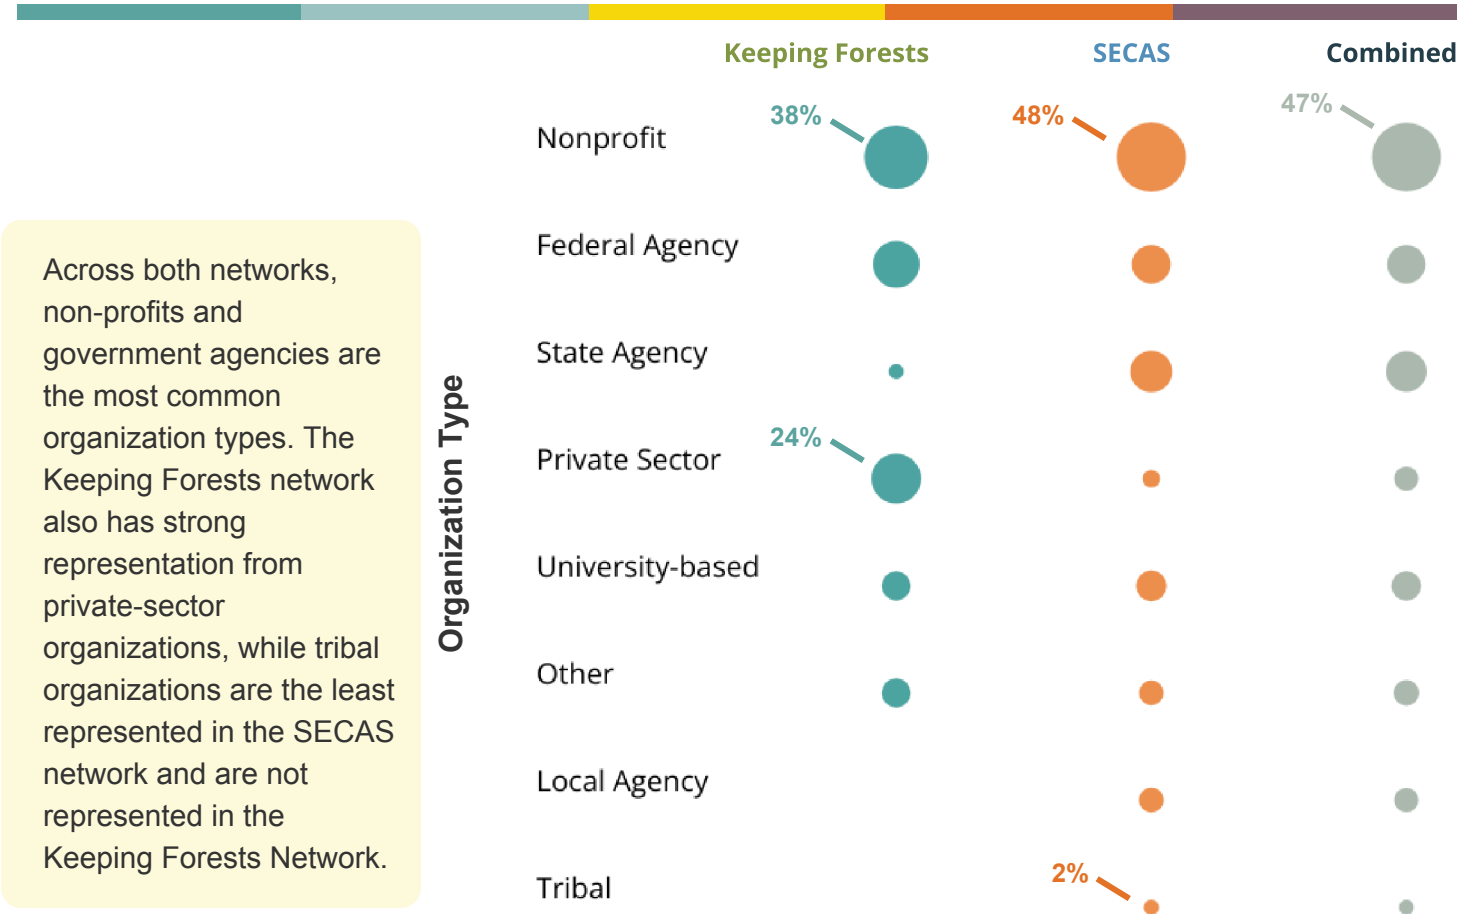 Keeping Forests SECAS Combined
Nonprofit 38% 48% 47%
Federal Agency
State Agency
Private Sector 24%
University-based
Other
Local Agency
Tribal 2%
Organization Type
Across both networks,
non-profits and
government agencies are
the most common
organization types. The
Keeping Forests network
also has strong
representation from
private-sector
organizations, while tribal
organizations are the least
represented in the SECAS
network and are not
represented in the
Keeping Forests Network.